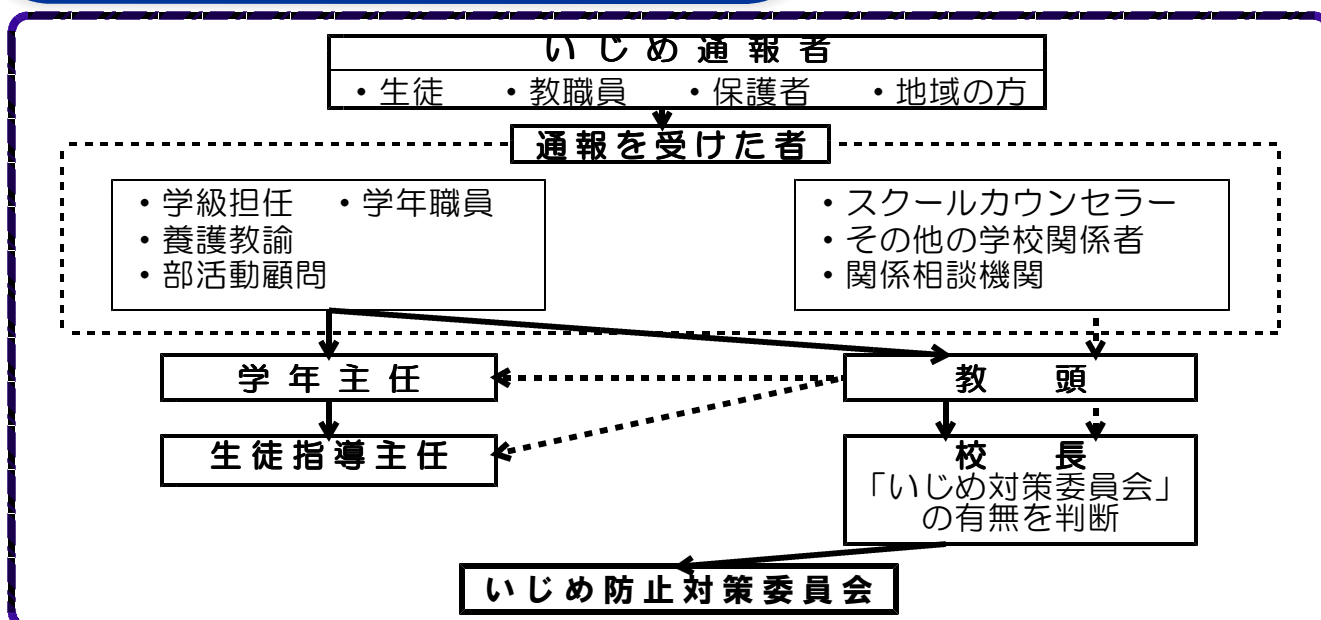 いじめ通報者
・生徒 ・教職員 ・保護者 ・地域の方
通報を受けた者
・学級担任 ・学年職員
・養護教諭
・部活動顧問
・スクールカウンセラー
・その他の学校関係者
・関係相談機関
学年主任
教頭
生徒指導主任
校長
「いじめ対策委員会」
の有無を判断
いじめ防止対策委員会